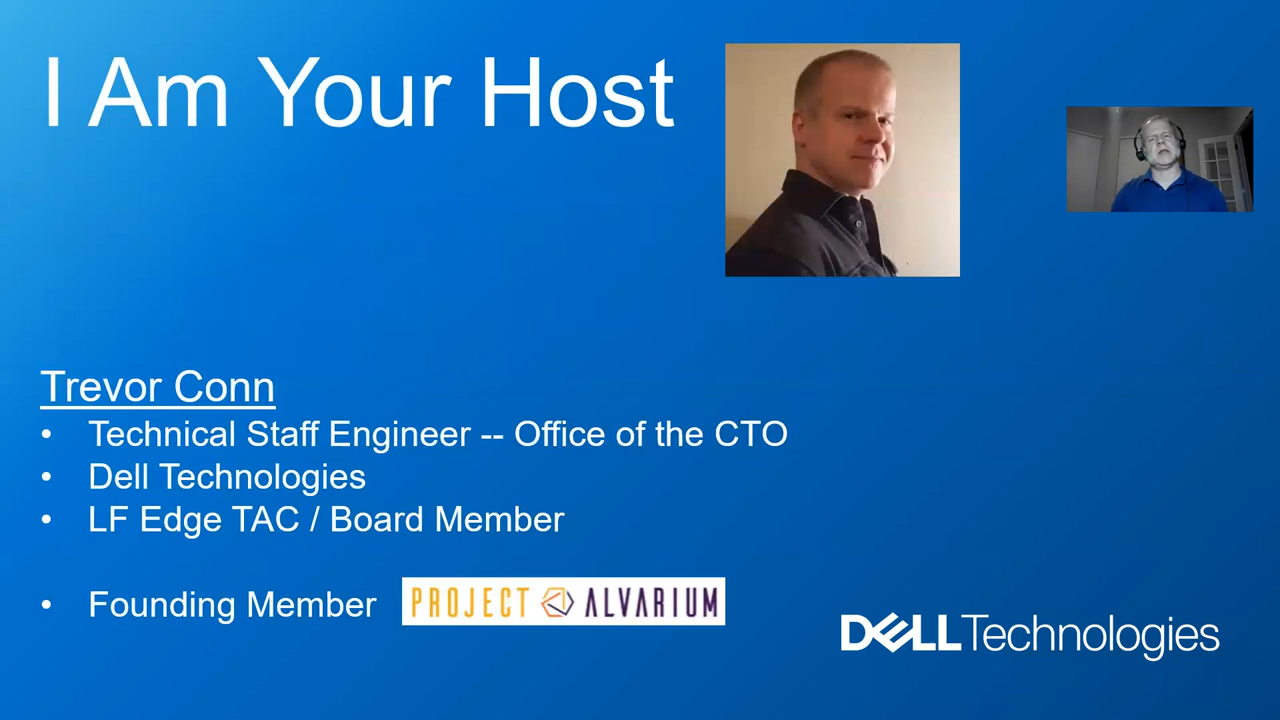 I Am Your Host
Trevor Conn
• Technical Staff Engineer -- Office of the CTO
• Dell Technologies
• LF Edge TAC / Board Member
• Founding Member PROJECT ALVARIUM
DELL Technologies